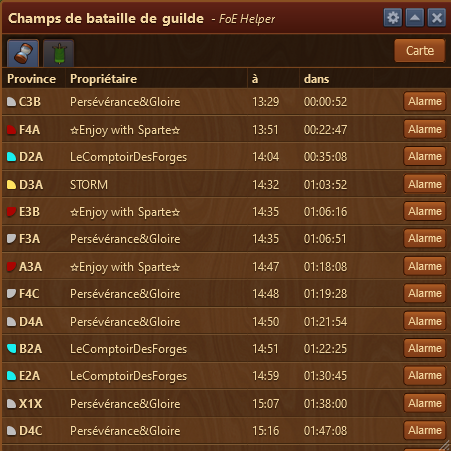 Champs de bataille de guilde - FoE Helper
Carte
Province Propriétaire à dans
C3B Persévérance&Gloire 13:29 00:00:52 Alarme
F4A ☆Enjoy with Sparte☆ 13:51 00:22:47 Alarme
D2A LeComptoirDesForges 14:04 00:35:08 Alarme
D3A STORM 14:32 01:03:52 Alarme
E3B ☆Enjoy with Sparte☆ 14:35 01:06:16 Alarme
F3A Persévérance&Gloire 14:35 01:06:51 Alarme
A3A ☆Enjoy with Sparte☆ 14:47 01:18:08 Alarme
F4C Persévérance&Gloire 14:48 01:19:28 Alarme
D4A Persévérance&Gloire 14:50 01:21:54 Alarme
B2A LeComptoirDesForges 14:51 01:22:25 Alarme
E2A LeComptoirDesForges 14:59 01:30:45 Alarme
X1X Persévérance&Gloire 15:07 01:38:00 Alarme
D4C Persévérance&Gloire 15:16 01:47:08 Alarme